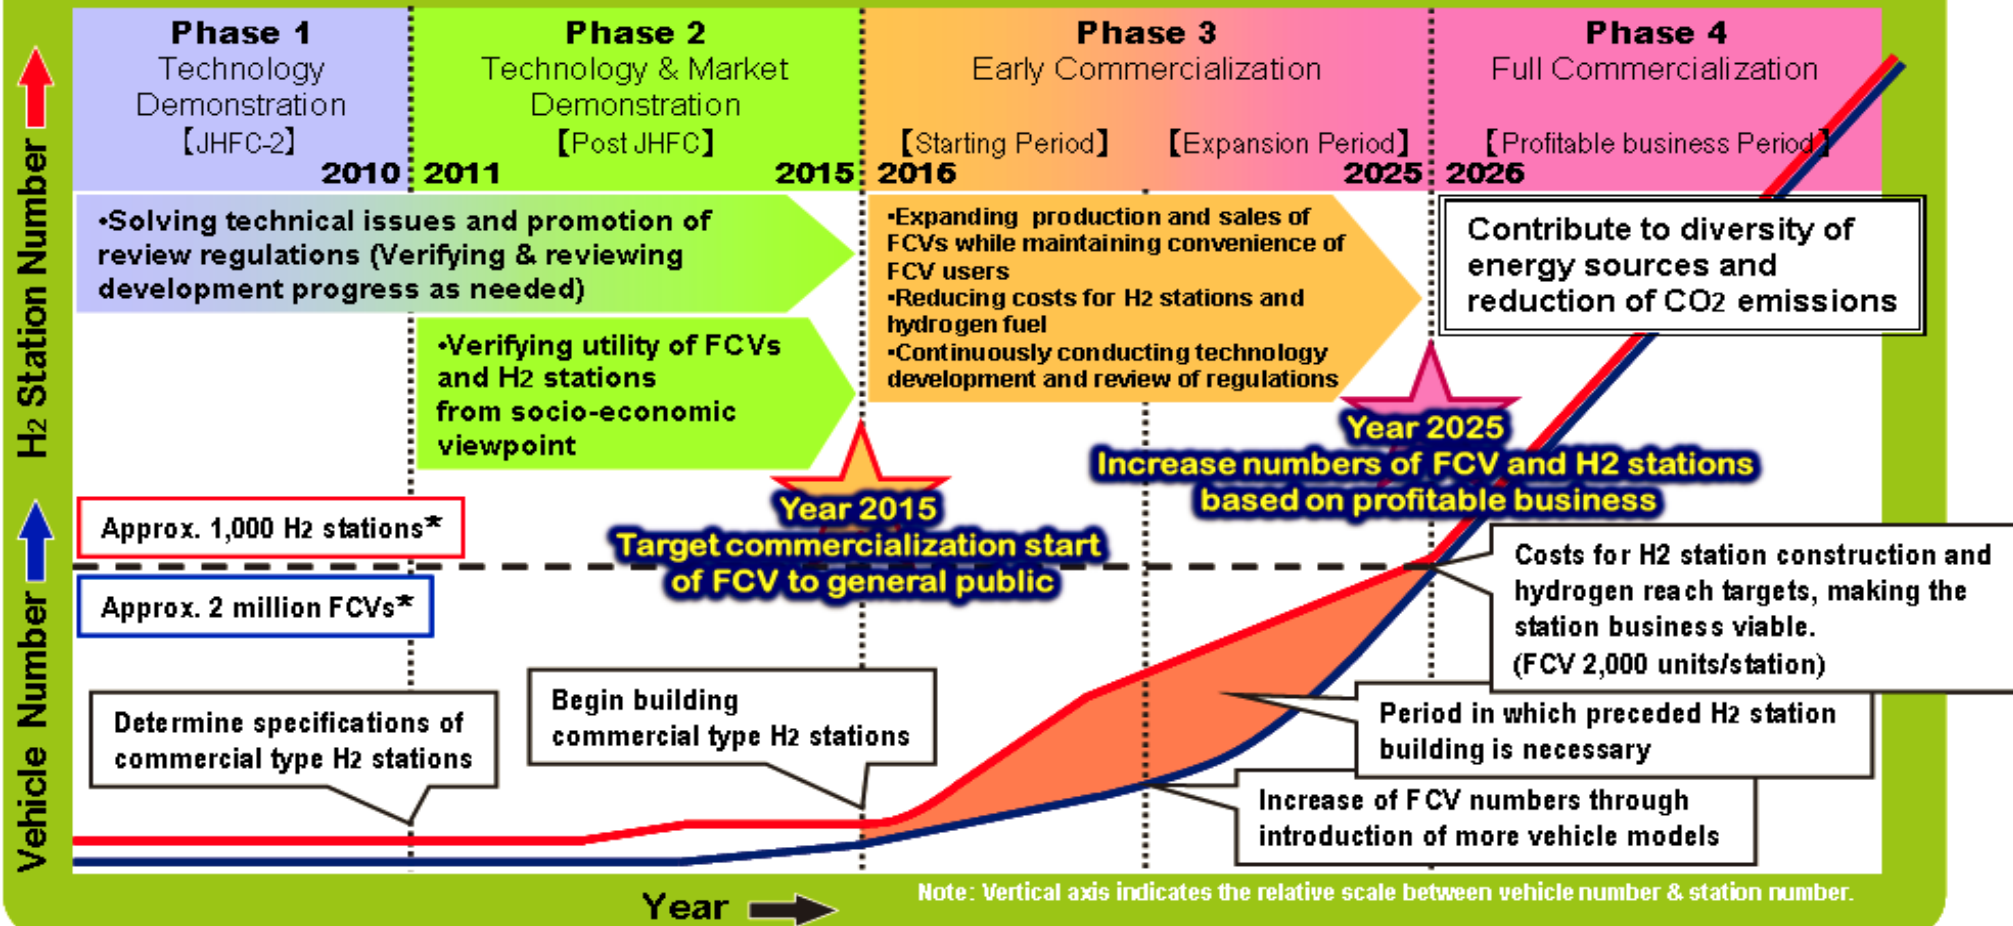 Phase 1
Technology
Demonstration
【JHFC-2】
2010
Phase 2
Technology & Market
Demonstration
【Post JHFC】
2011
2015
Phase 3
Early Commercialization
【Starting Period】
【Expansion Period】
2016
2025
Phase 4
Full Commercialization
【Profitable business Period】
2026
H2 Station Number
Vehicle Number
•Solving technical issues and promotion of
review regulations (Verifying & reviewing
development progress as needed)
•Verifying utility of FCVs
and H2 stations
from socio-economic
viewpoint
•Expanding production and sales of
FCVs while maintaining convenience of
FCV users
•Reducing costs for H2 stations and
hydrogen fuel
•Continuously conducting technology
development and review of regulations
Contribute to diversity of
energy sources and
reduction of CO2 emissions
Year 2025
Increase numbers of FCV and H2 stations
based on profitable business
Year 2015
Target commercialization start
of FCV to general public
Approx. 1,000 H2 stations*
Approx. 2 million FCVs*
Costs for H2 station construction and
hydrogen reach targets, making the
station business viable.
(FCV 2,000 units/station)
Determine specifications of
commercial type H2 stations
Begin building
commercial type H2 stations
Period in which preceded H2 station
building is necessary
Increase of FCV numbers through
introduction of more vehicle models
Year
Note: Vertical axis indicates the relative scale between vehicle number & station number.